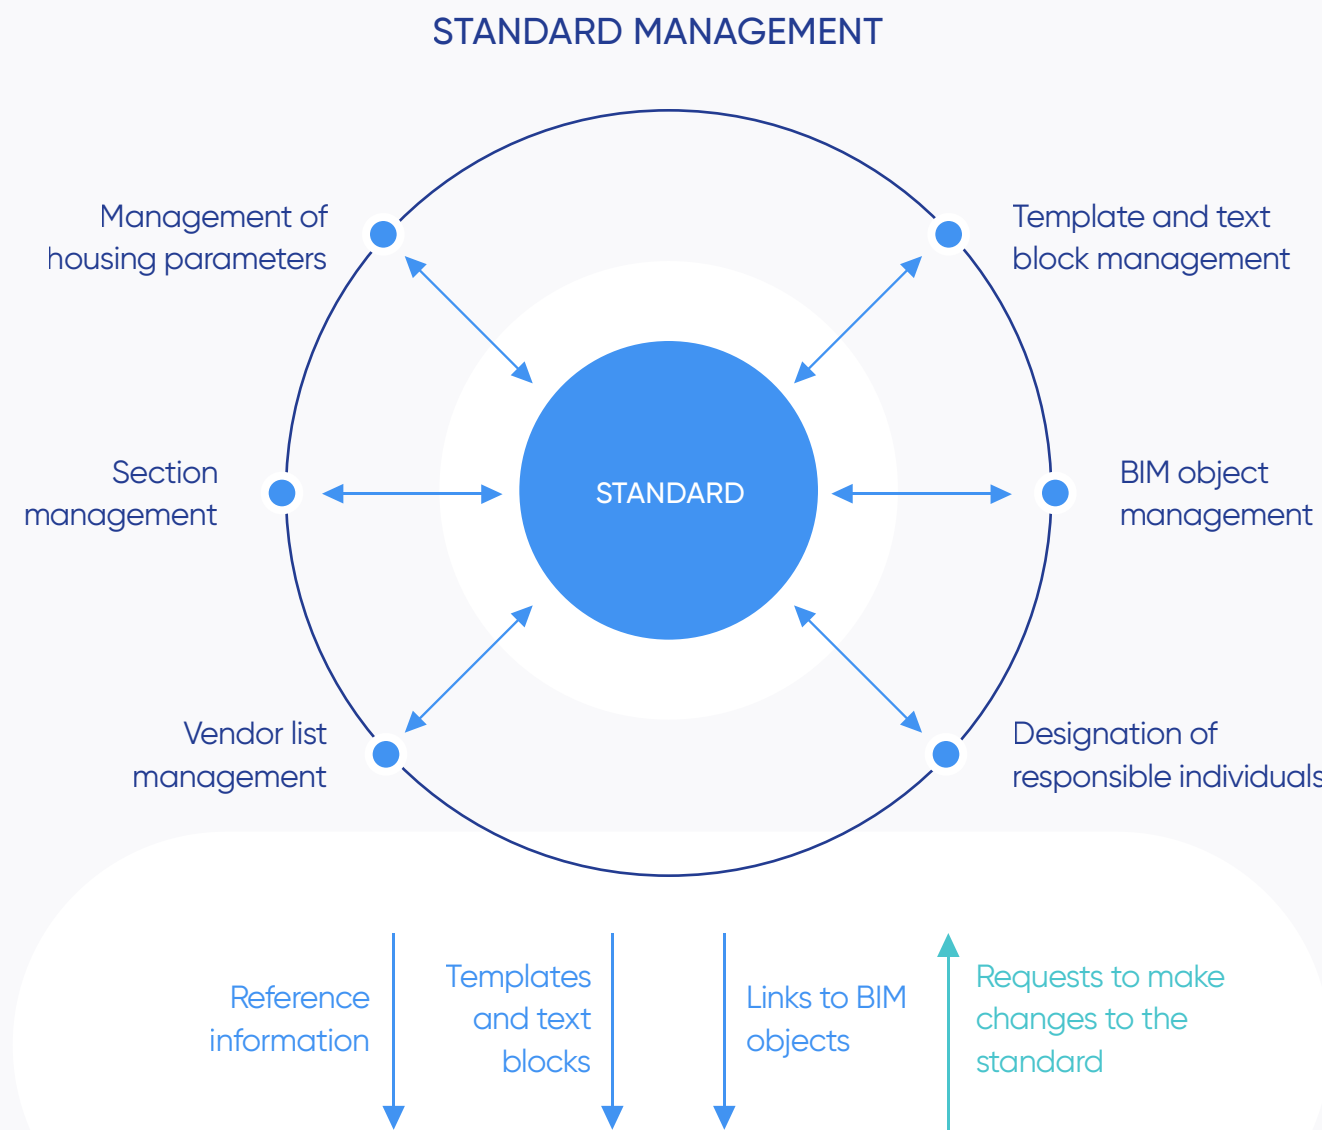 STANDARD MANAGEMENT
Management of
housing parameters
Template and text
block management
Section
management
STANDARD
BIM object
management
Vendor list
management
Designation of
responsible individuals
Reference
information
Templates
and text
blocks
Links to BIM
objects
Requests to make
changes to the
standard